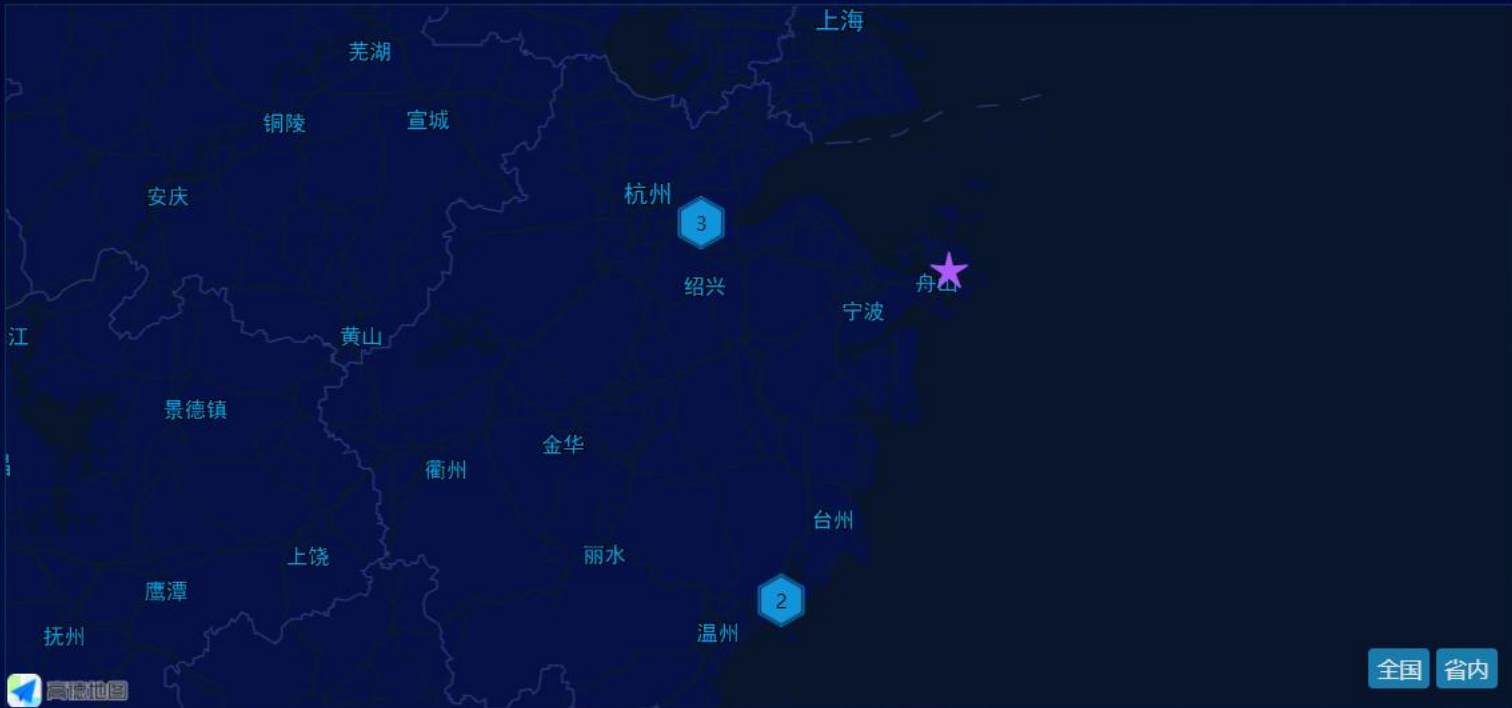 上海
芜湖
铜陵
宣城
安庆
杭州
3
绍兴
舟山
宁波
江
黄山
景德镇
金华
衢州
台州
丽水
上饶
鹰潭
2
温州
抚州
全国
省内
高德地图